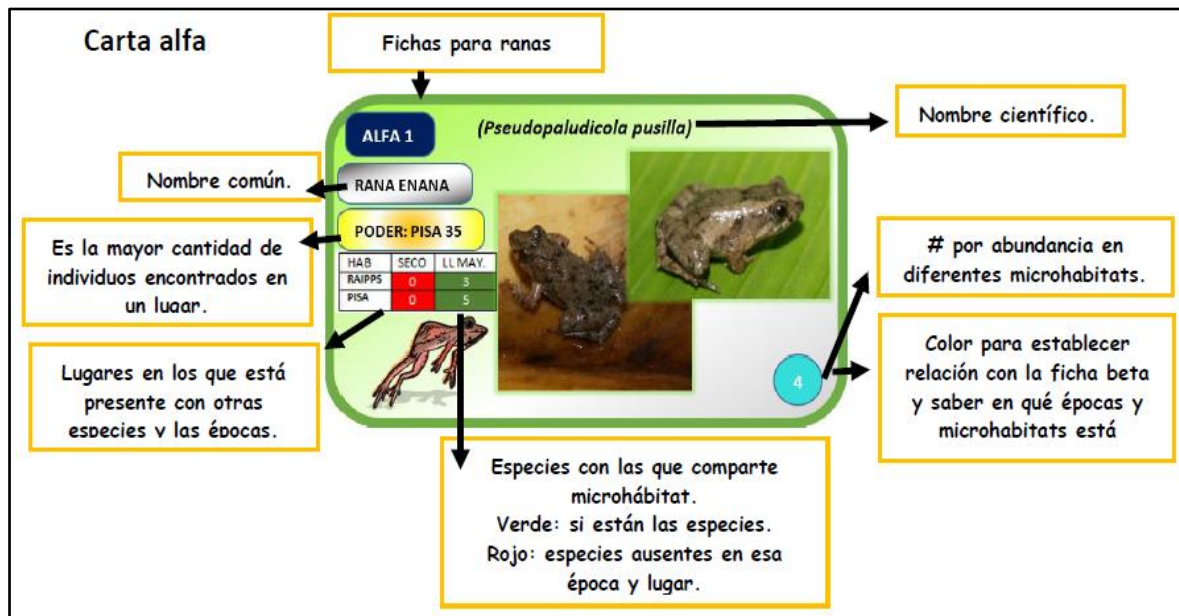 Carta alfa
Fichas para ranas
Nombre científico.
ALFA 1
(Pseudopaludicola pusilla)
Nombre común.
RANA ENANA
PODER: PISA 35
Es la mayor cantidad de
individuos encontrados en
un lugar.
HAB SECO LL MAY.
RAIPPS 0 3
PISA 0 5
# por abundancia en
diferentes microhabitats.
Lugares en los que está
presente con otras
especies y las épocas.
4
Color para establecer
relación con la ficha beta
y saber en qué épocas y
microhabitats está
Especies con las que comparte
microhábitat.
Verde: si están las especies.
Rojo: especies ausentes en esa
época y lugar.